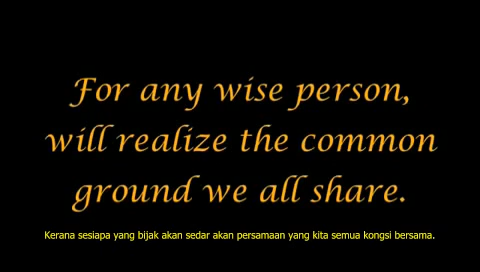 For any wise person,
will realize the common
ground we all share.
Kerana sesiapa yang bijak akan sedar akan persamaan yang kita semua kongsi bersama.